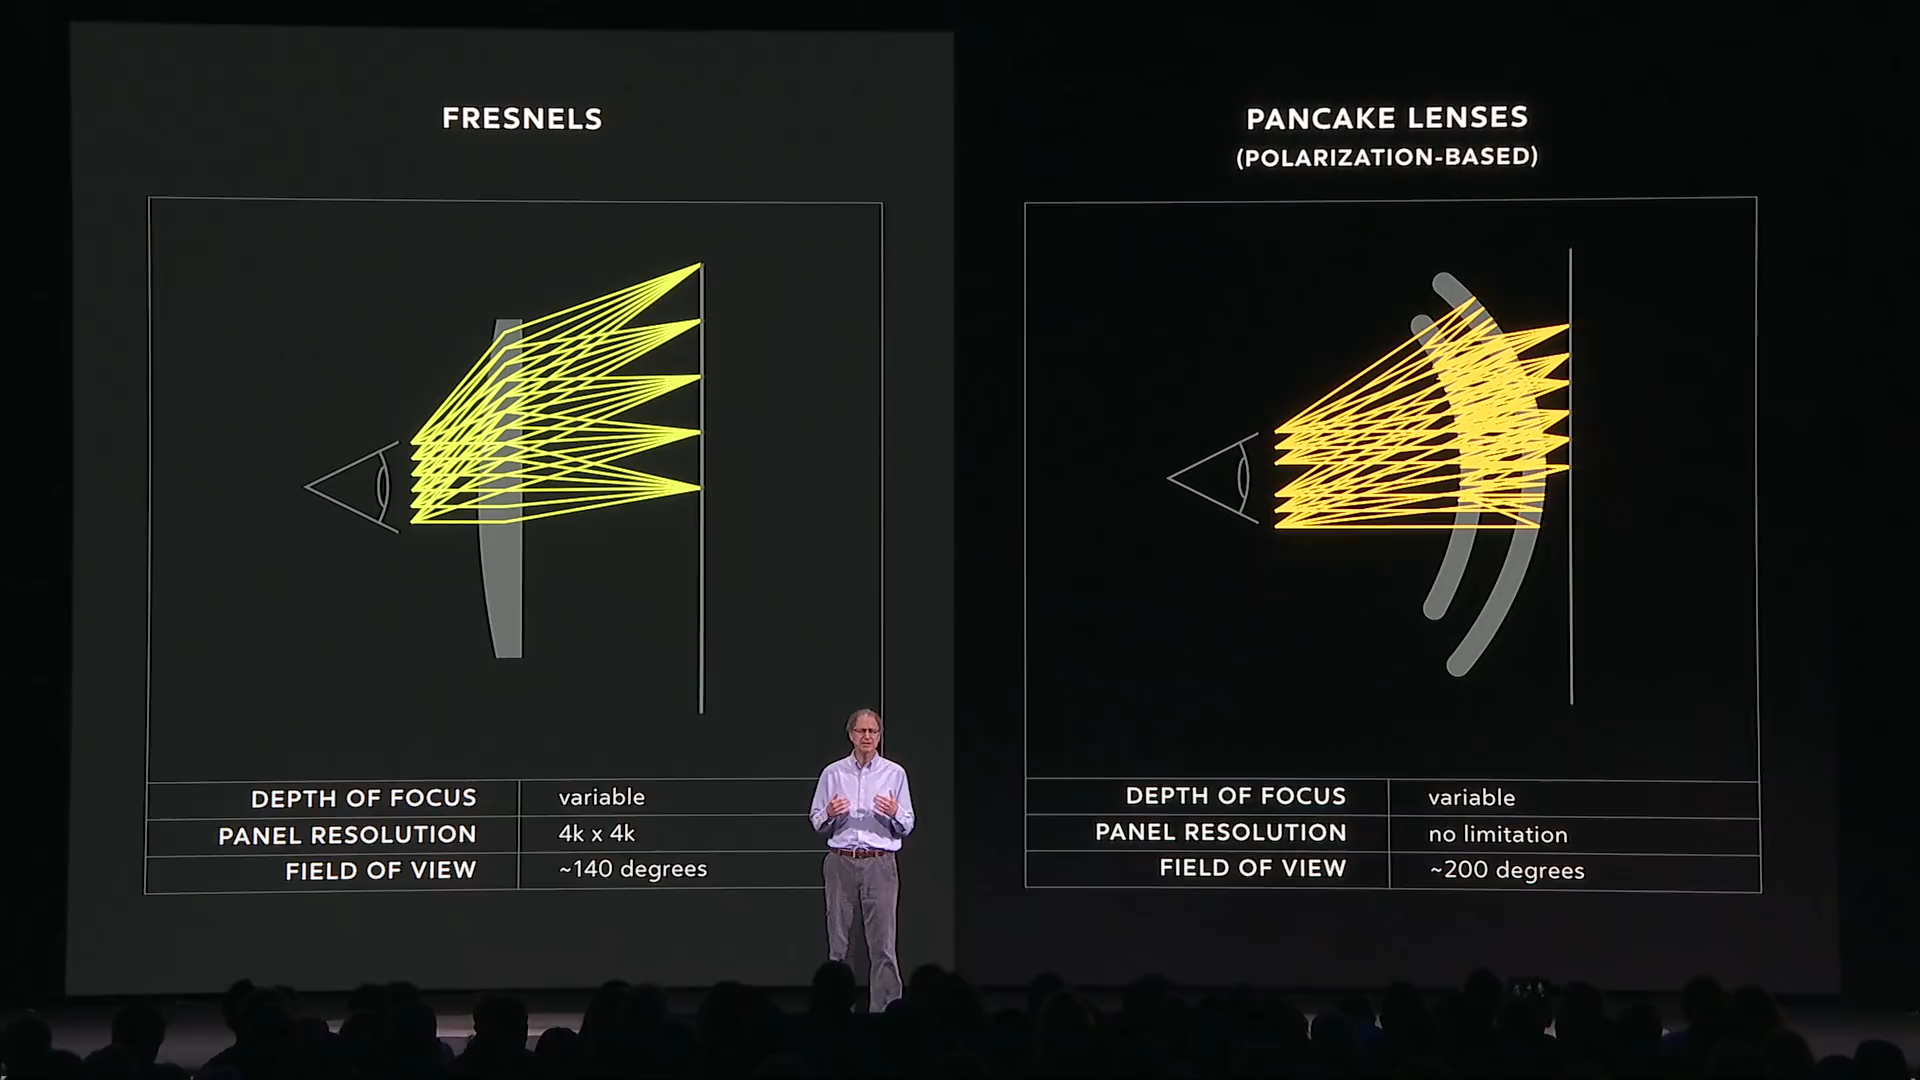 FRESNELS
DEPTH OF FOCUS variable
PANEL RESOLUTION 4k x 4k
FIELD OF VIEW ~140 degrees
PANCAKE LENSES
(POLARIZATION-BASED)
DEPTH OF FOCUS variable
PANEL RESOLUTION no limitation
FIELD OF VIEW ~200 degrees